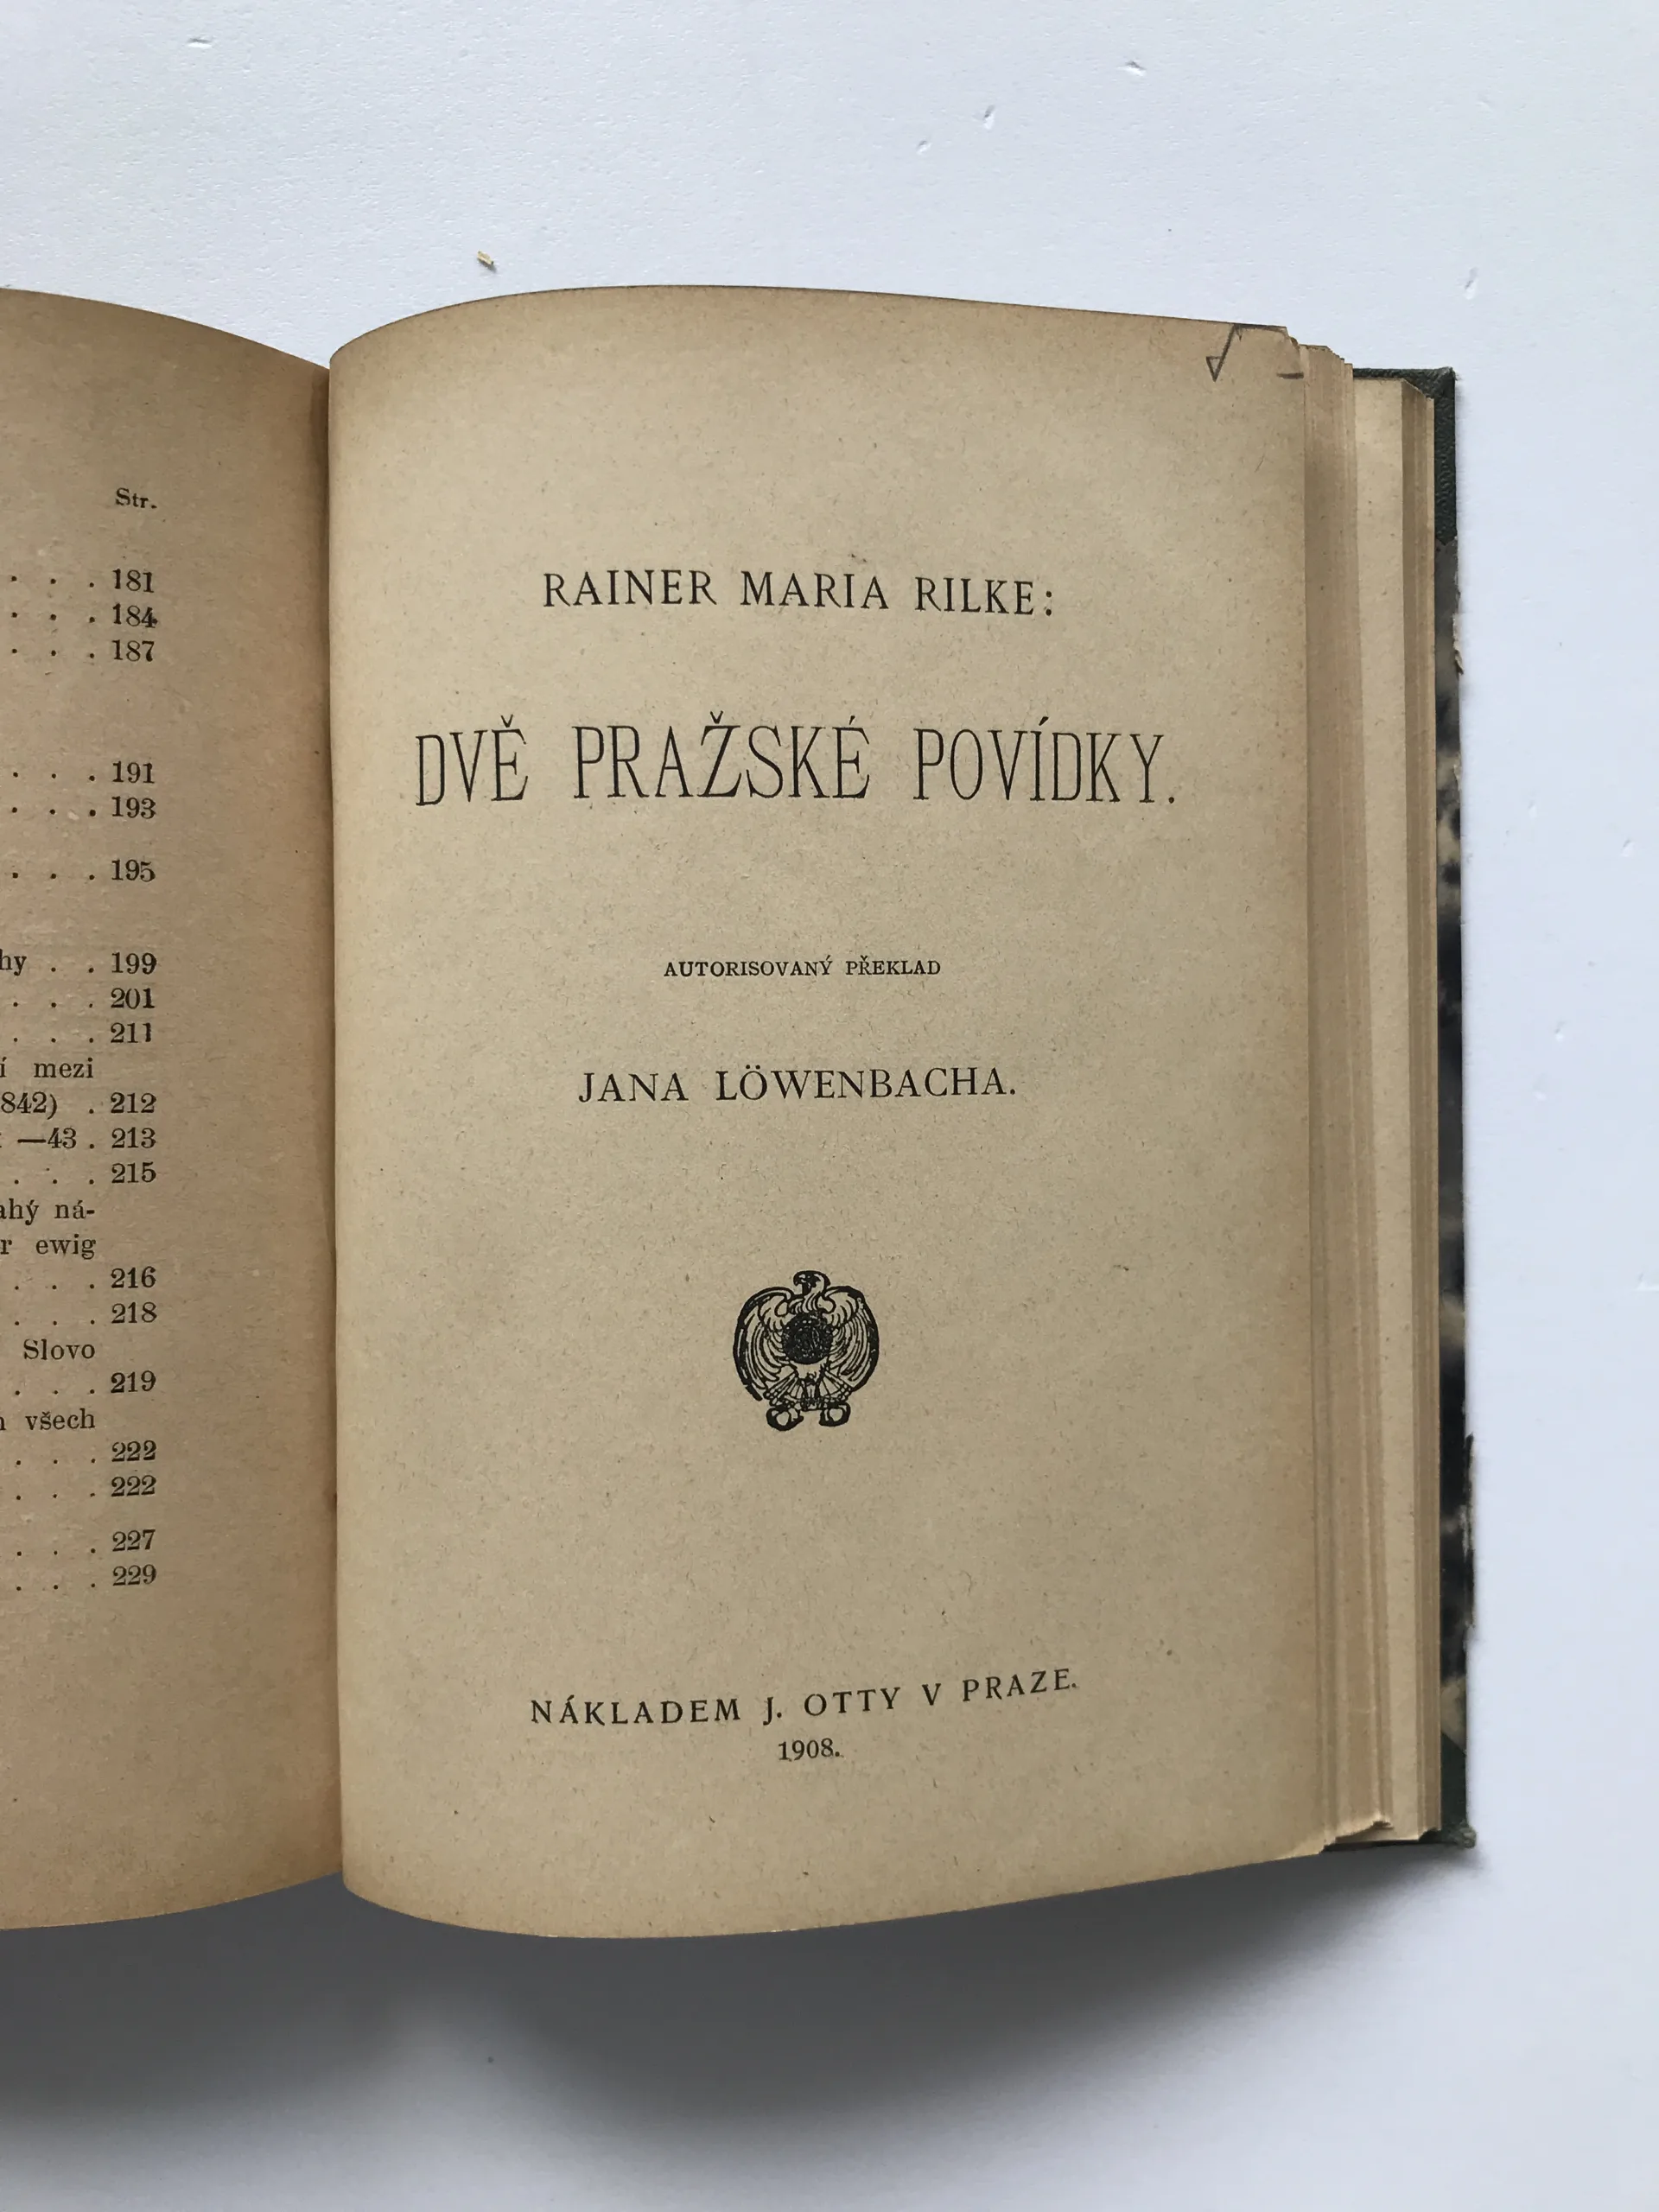 Str.
. . . 181
. . . 184
. . . 187
. . . 191
. . . 193
. . . 195
hy . . 199
. . . 201
. . . 211
í mezi
842) . 212
—43 . 213
. . . 215
ahý ná-
r ewig
. . . 216
. . . 218
Slovo
. . . 219
všech
. . . 222
. . . 222
. . . 227
. . . 229
RAINER MARIA RILKE:
DVĚ PRAŽSKÉ POVÍDKY.
AUTORISOVANÝ PŘEKLAD
JANA LÖWENBACHA.
NÁKLADEM J. OTTY V PRAZE.
1908.